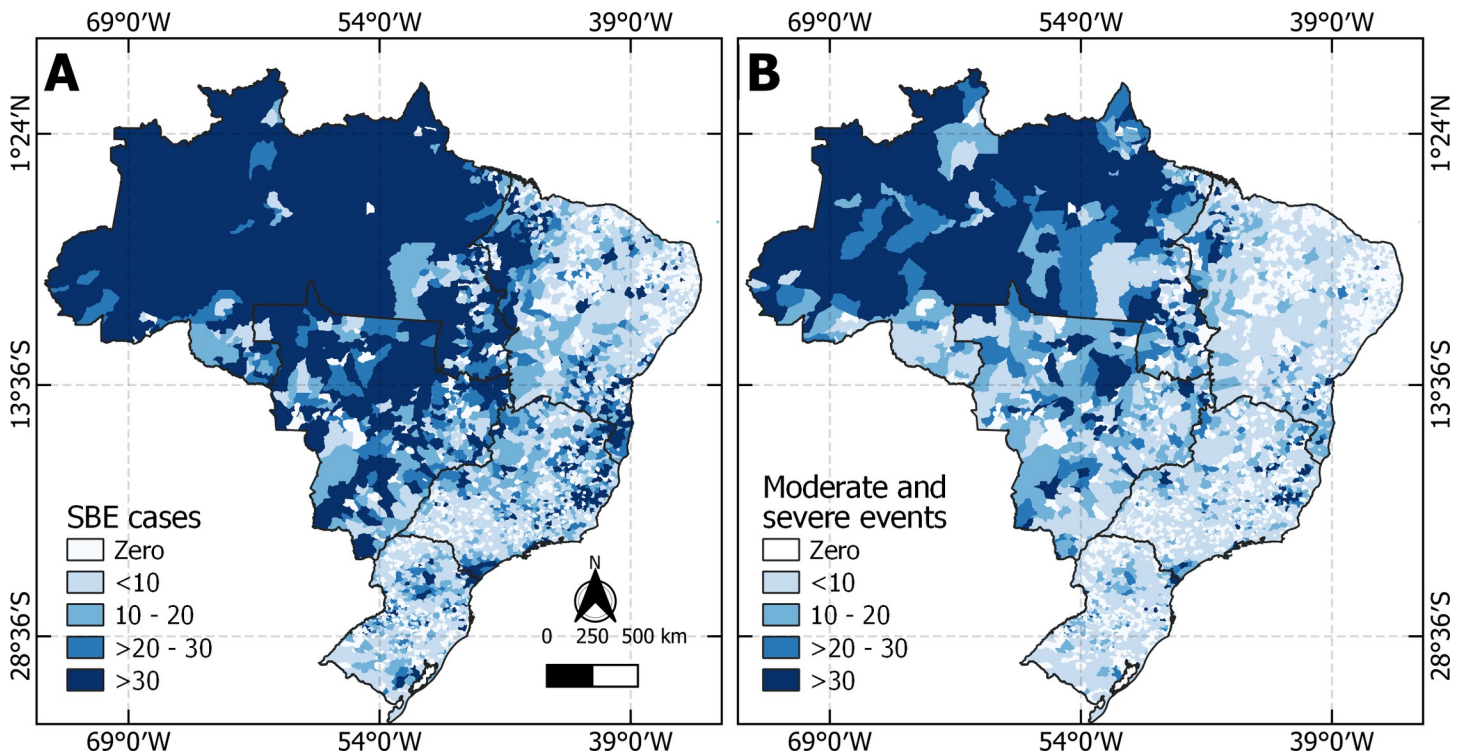 69°0′W 54°0′W 39°0′W 69°0′W 54°0′W 39°0′W
A
B
1°24′N
1°24′N
13°36′S
13°36′S
28°36′S
28°36′S
SBE cases
Zero
<10
10 - 20
>20 - 30
>30
N
0 250 500 km
Moderate and
severe events
Zero
<10
10 - 20
>20 - 30
>30
69°0′W 54°0′W 39°0′W 69°0′W 54°0′W 39°0′W